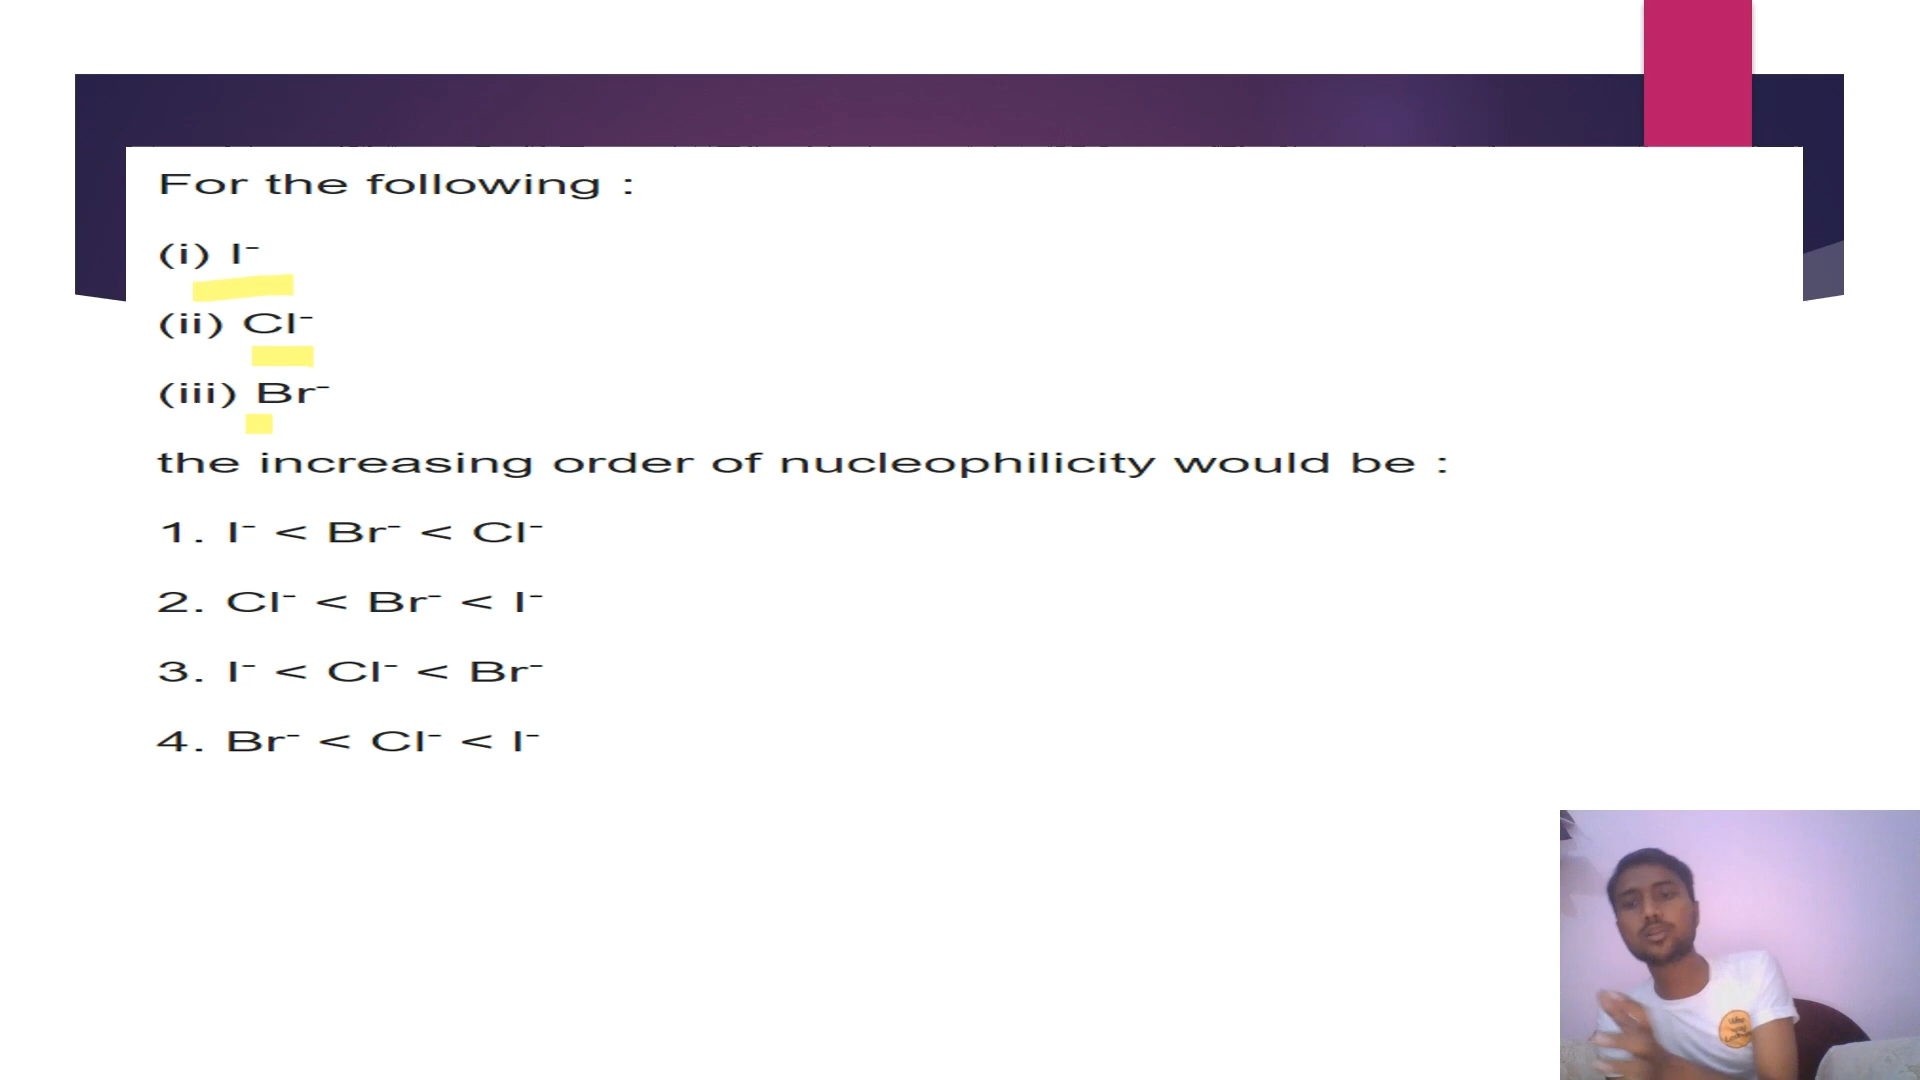 For the following :
(i) I⁻
(ii) Cl⁻
(iii) Br⁻
the increasing order of nucleophilicity would be :
1. I⁻ < Br⁻ < Cl⁻
2. Cl⁻ < Br⁻ < I⁻
3. I⁻ < Cl⁻ < Br⁻
4. Br⁻ < Cl⁻ < I⁻